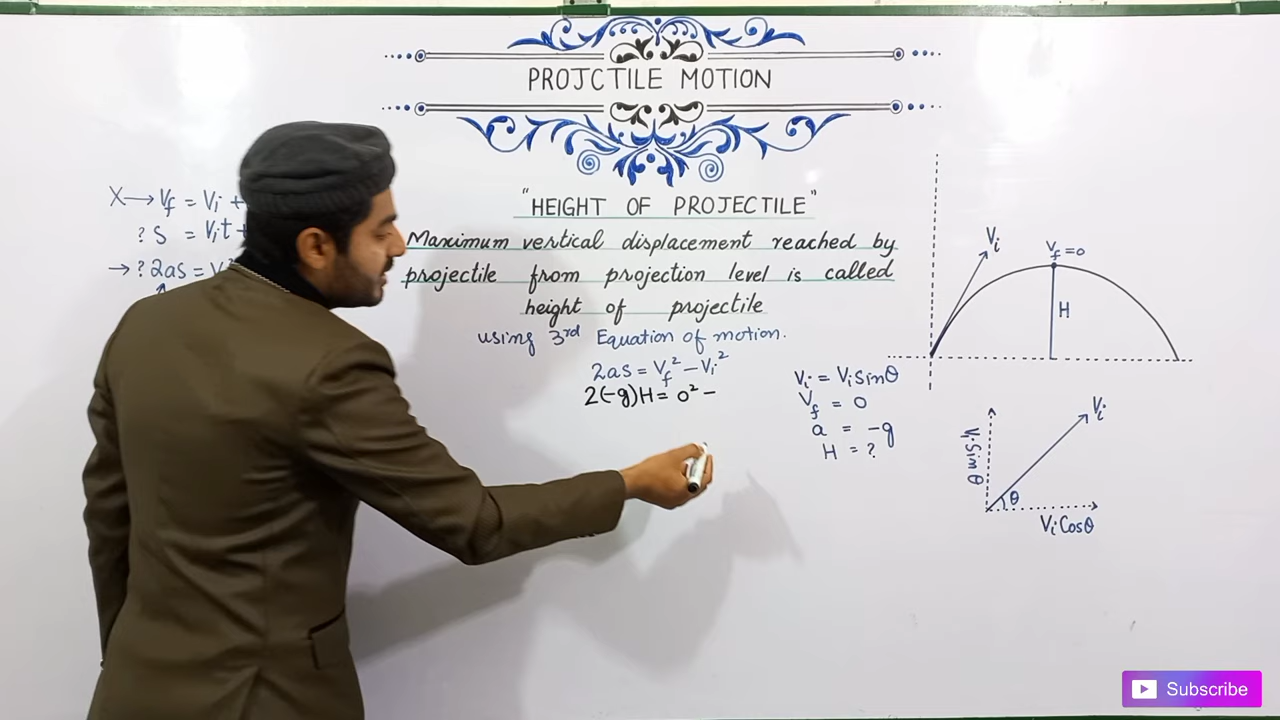 PROJCTILE MOTION
"HEIGHT OF PROJECTILE"
Maximum vertical displacement reached by
projectile from projection level is called
height of projectile
using 3rd Equation of motion.
2as = Vf² – Vi²
2(-g)H = 0² –
X→ Vf = Vi +
? S = Vit +
→ ? 2as = V
Vi = Vi Sinθ
Vf = 0
a = -g
H = ?
Vi
Vf = 0
H
Vi
Vi Sin θ
θ
Vi Cosθ
Subscribe